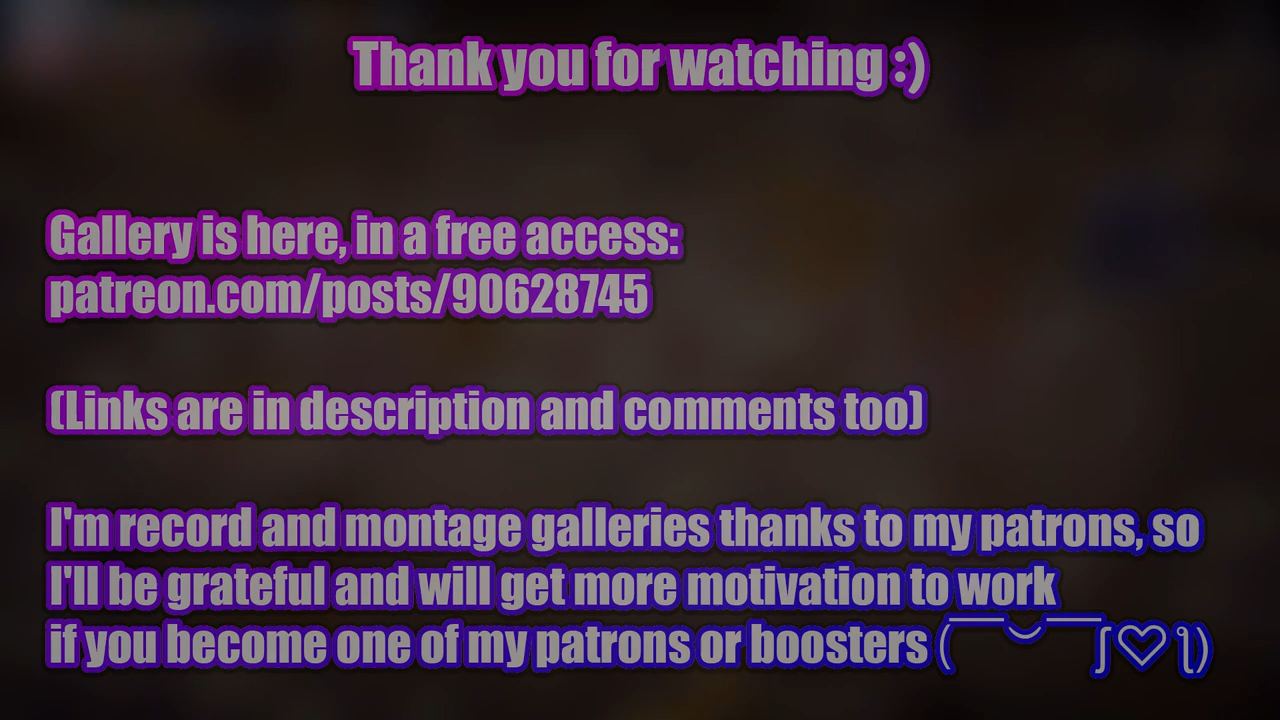 Thank you for watching :)
Gallery is here, in a free access:
patreon.com/posts/90628745
(Links are in description and comments too)
I'm record and montage galleries thanks to my patrons, so
I'll be grateful and will get more motivation to work
if you become one of my patrons or boosters (￣︶￣ʃ♡ƪ)